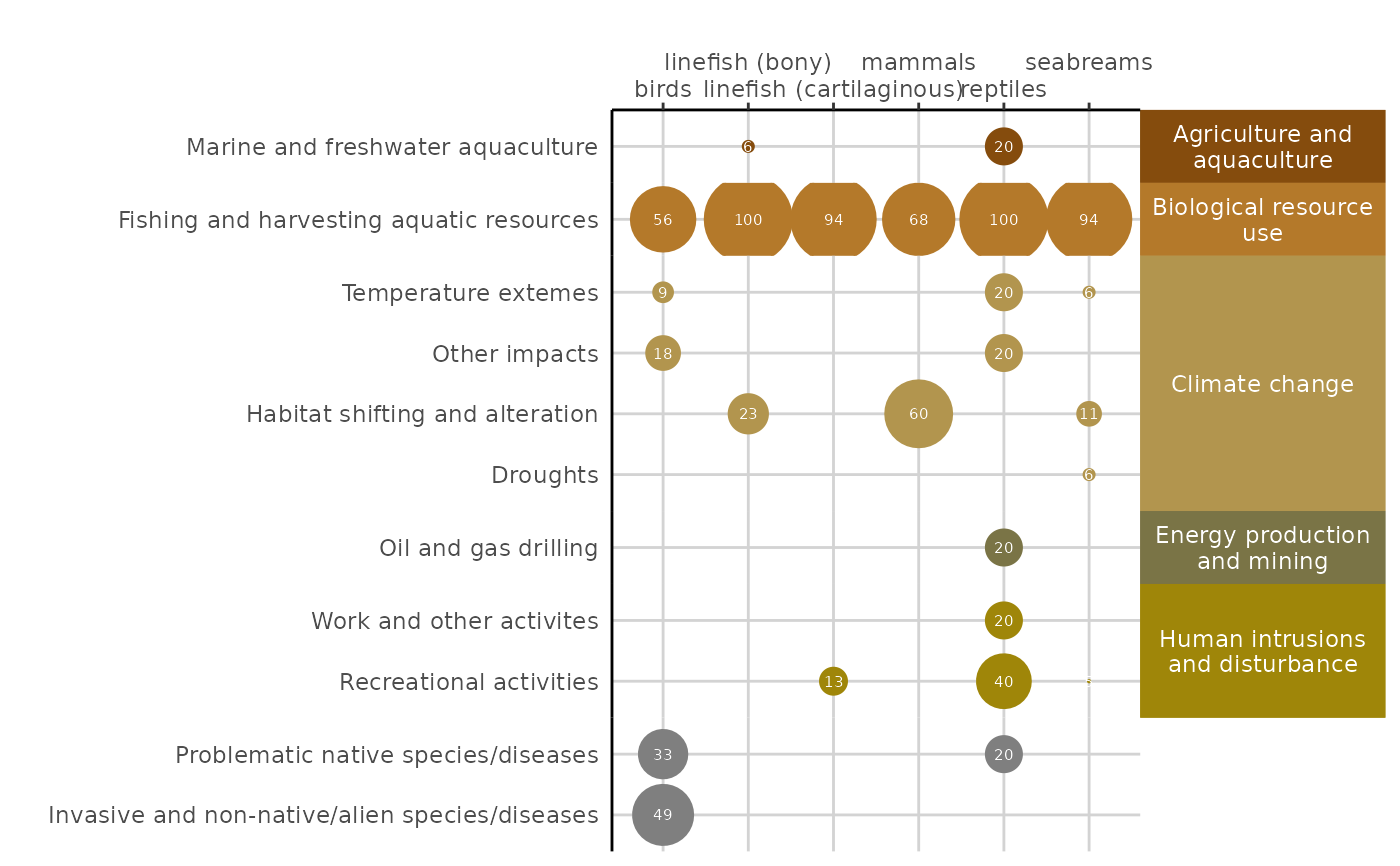 linefish (bony) mammals seabreams
birds linefish (cartilaginous) reptiles
Marine and freshwater aquaculture 6 20 Agriculture and
aquaculture
Fishing and harvesting aquatic resources 56 100 94 68 100 94 Biological resource
use
Temperature extemes 9 20 6
Other impacts 18 20
Climate change
Habitat shifting and alteration 23 60 11
Droughts 6
Oil and gas drilling 20 Energy production
and mining
Work and other activites 20
Human intrusions
and disturbance
Recreational activities 13 40
Problematic native species/diseases 33 20
Invasive and non-native/alien species/diseases 49